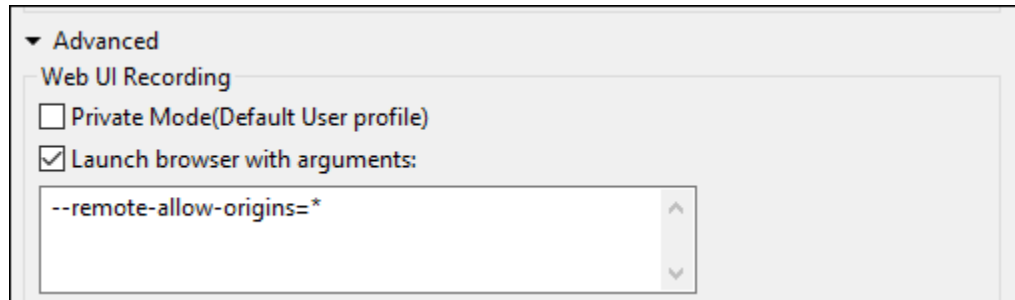 Advanced
Web UI Recording
Private Mode(Default User profile)
Launch browser with arguments:
--remote-allow-origins=*